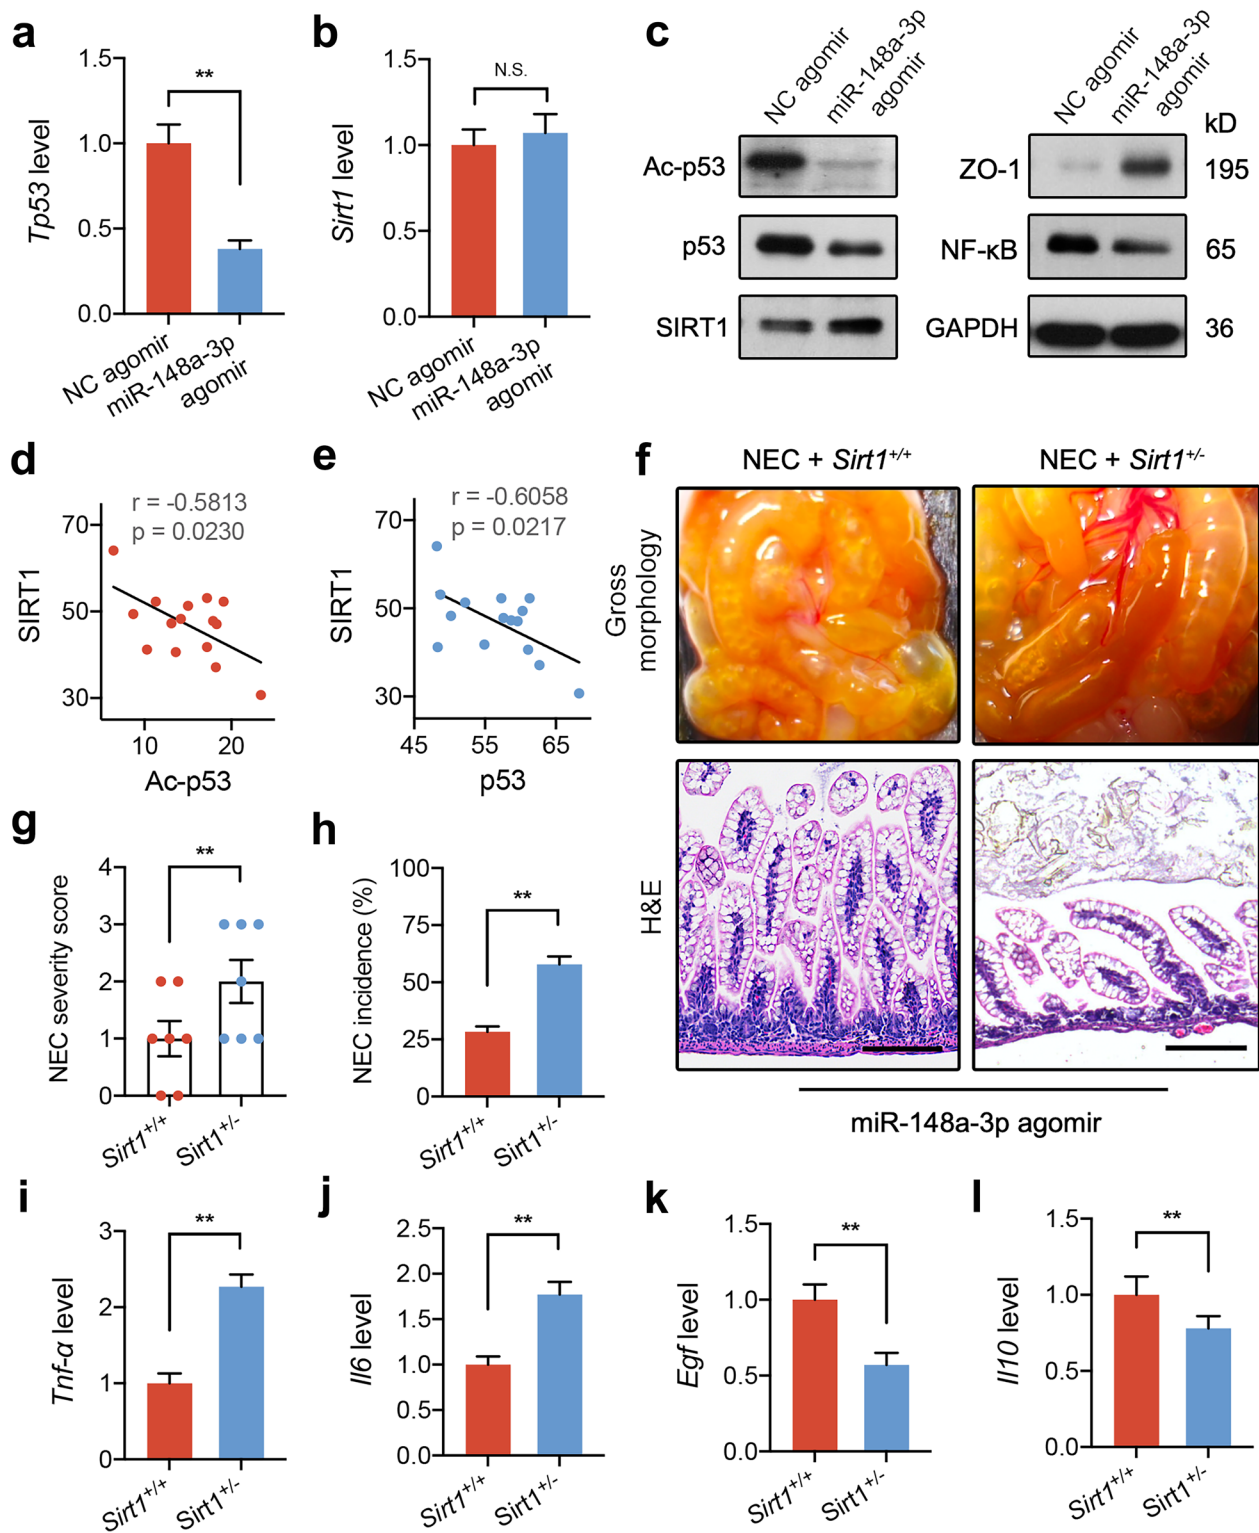 a
1.5
1.0
0.5
0.0
Tp53 level
**
NC agomir
miR-148a-3p
agomir
b
1.5
1.0
0.5
0.0
Sirt1 level
N.S.
NC agomir
miR-148a-3p
agomir
c
NC agomir
miR-148a-3p
agomir
Ac-p53
p53
SIRT1
NC agomir
miR-148a-3p
agomir
kD
ZO-1
195
NF-κB
65
GAPDH
36
d
r = -0.5813
p = 0.0230
70
50
30
SIRT1
10
20
Ac-p53
e
r = -0.6058
p = 0.0217
70
50
30
SIRT1
45
55
65
p53
f
NEC + Sirt1+/+
NEC + Sirt1+/-
Gross
morphology
H&E
miR-148a-3p agomir
g
4
3
2
1
0
NEC severity score
**
Sirt1+/+
Sirt1+/-
h
100
75
50
25
0
NEC incidence (%)
**
Sirt1+/+
Sirt1+/-
i
3
2
1
0
Tnf-α level
**
Sirt1+/+
Sirt1+/-
j
2.5
2.0
1.5
1.0
0.5
0.0
Il6 level
**
Sirt1+/+
Sirt1+/-
k
1.5
1.0
0.5
0.0
Egf level
**
Sirt1+/+
Sirt1+/-
l
1.5
1.0
0.5
0.0
Il10 level
**
Sirt1+/+
Sirt1+/-